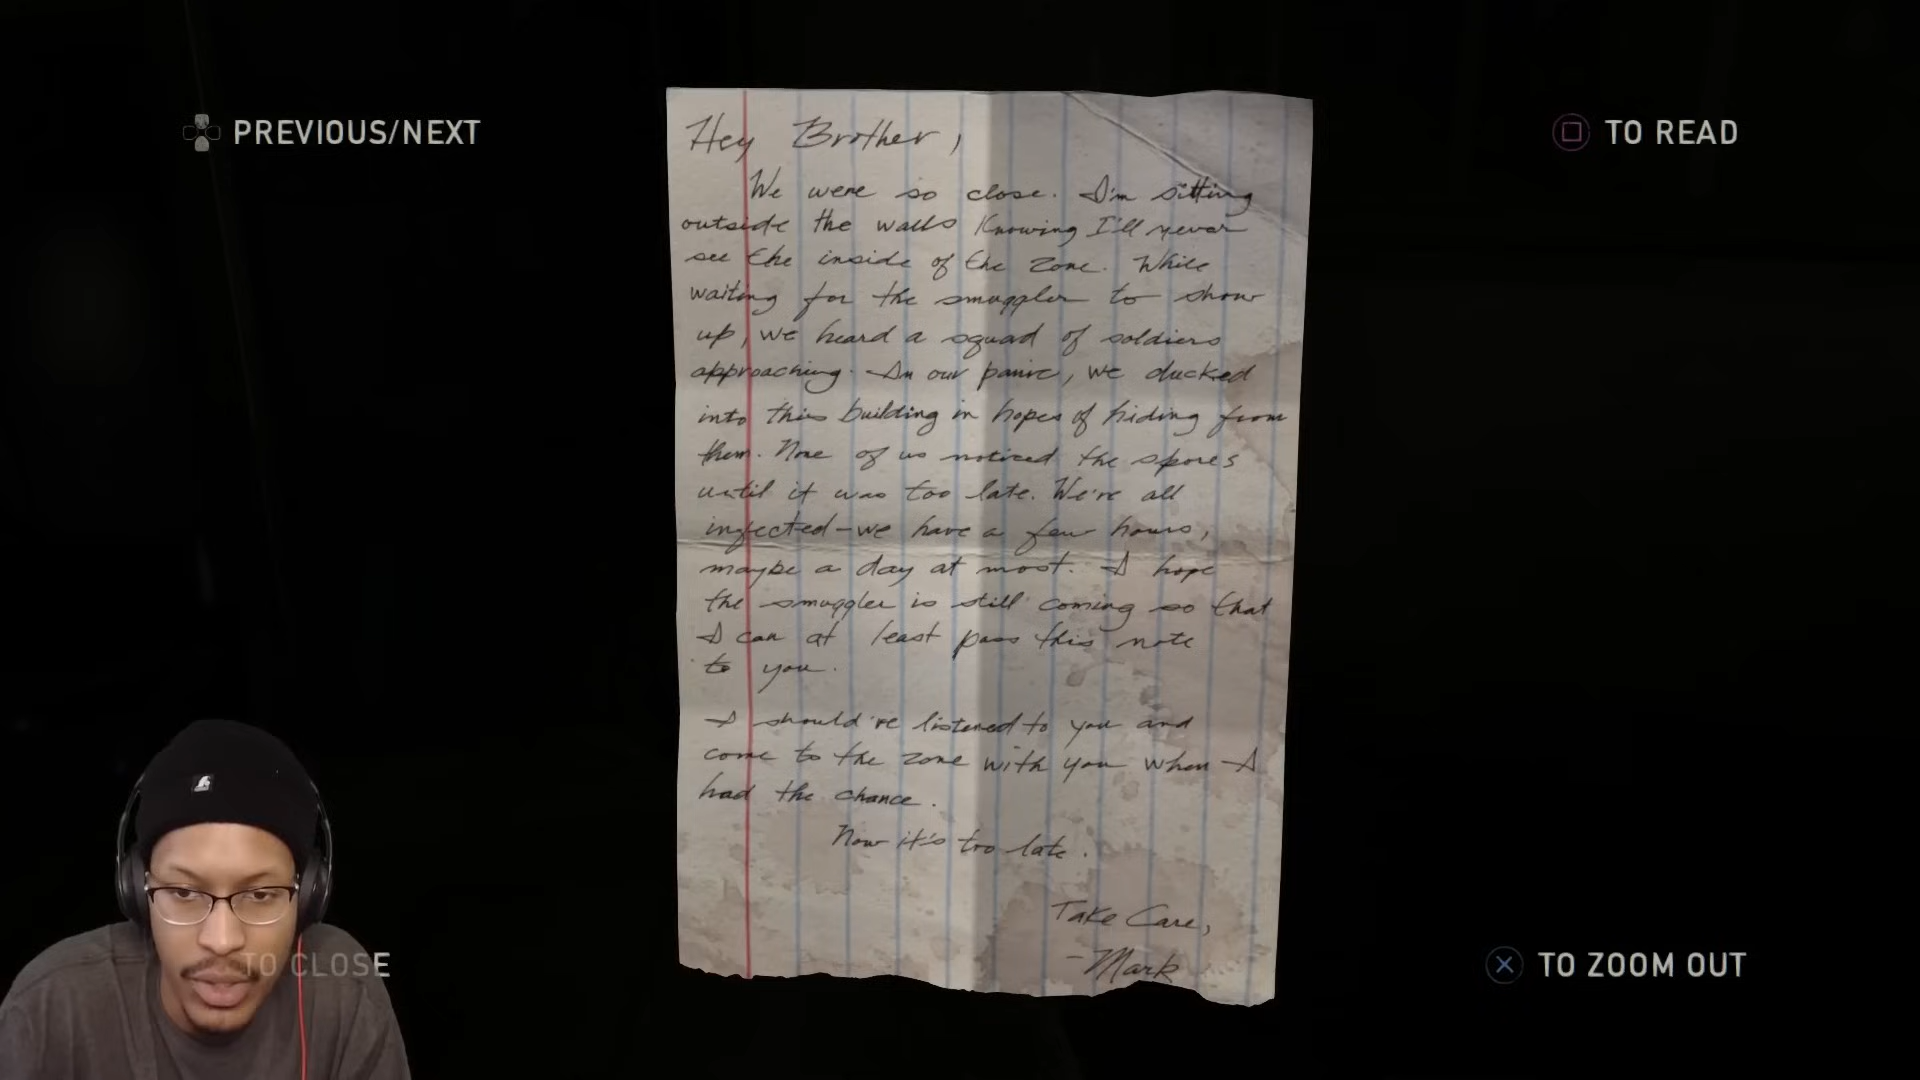 PREVIOUS/NEXT
TO READ
Hey Brother,
We were so close. I'm sitting
outside the walls Knowing I'll never
see the inside of the zone. While
waiting for the smuggler to show
up, we heard a squad of soldiers
approaching. In our panic, we ducked
into this building in hopes of hiding from
them. None of us noticed the spores
until it was too late. We're all
infected-we have a few hours,
maybe a day at most. I hope
the smuggler is still coming so that
I can at least pass this note
to you.
I should've listened to you and
come to the zone with you when I
had the chance.
Now it's too late.
Take Care,
-Mark
TO CLOSE
TO ZOOM OUT